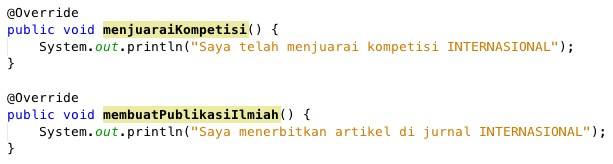 @Override
public void menjuaraiKompetisi() {
    System.out.println("Saya telah menjuarai kompetisi INTERNASIONAL");
}

@Override
public void membuatPublikasiIlmiah() {
    System.out.println("Saya menerbitkan artikel di jurnal INTERNASIONAL");
}